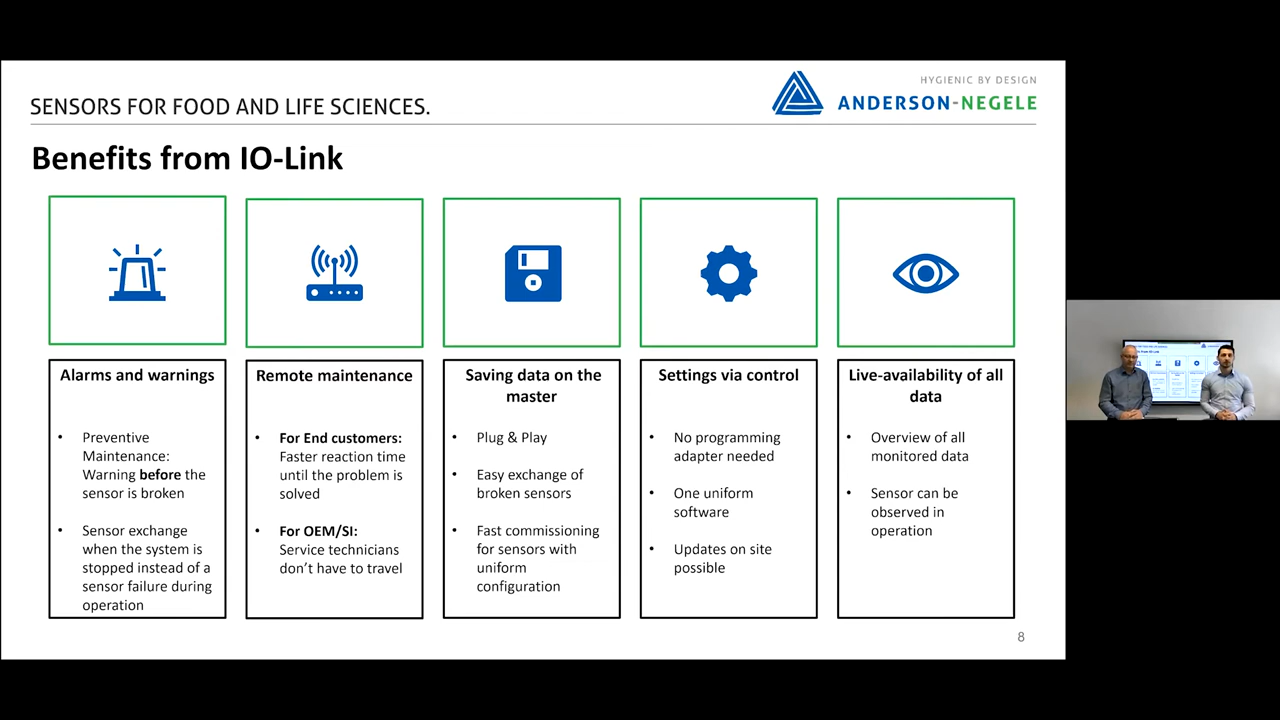 HYGIENIC BY DESIGN
ANDERSON-NEGELE
SENSORS FOR FOOD AND LIFE SCIENCES.
Benefits from IO-Link
Alarms and warnings
• Preventive
Maintenance:
Warning before the
sensor is broken
• Sensor exchange
when the system is
stopped instead of a
sensor failure during
operation
Remote maintenance
• For End customers:
Faster reaction time
until the problem is
solved
• For OEM/SI:
Service technicians
don't have to travel
Saving data on the
master
• Plug & Play
• Easy exchange of
broken sensors
• Fast commissioning
for sensors with
uniform
configuration
Settings via control
• No programming
adapter needed
• One uniform
software
• Updates on site
possible
Live-availability of all
data
• Overview of all
monitored data
• Sensor can be
observed in
operation
8